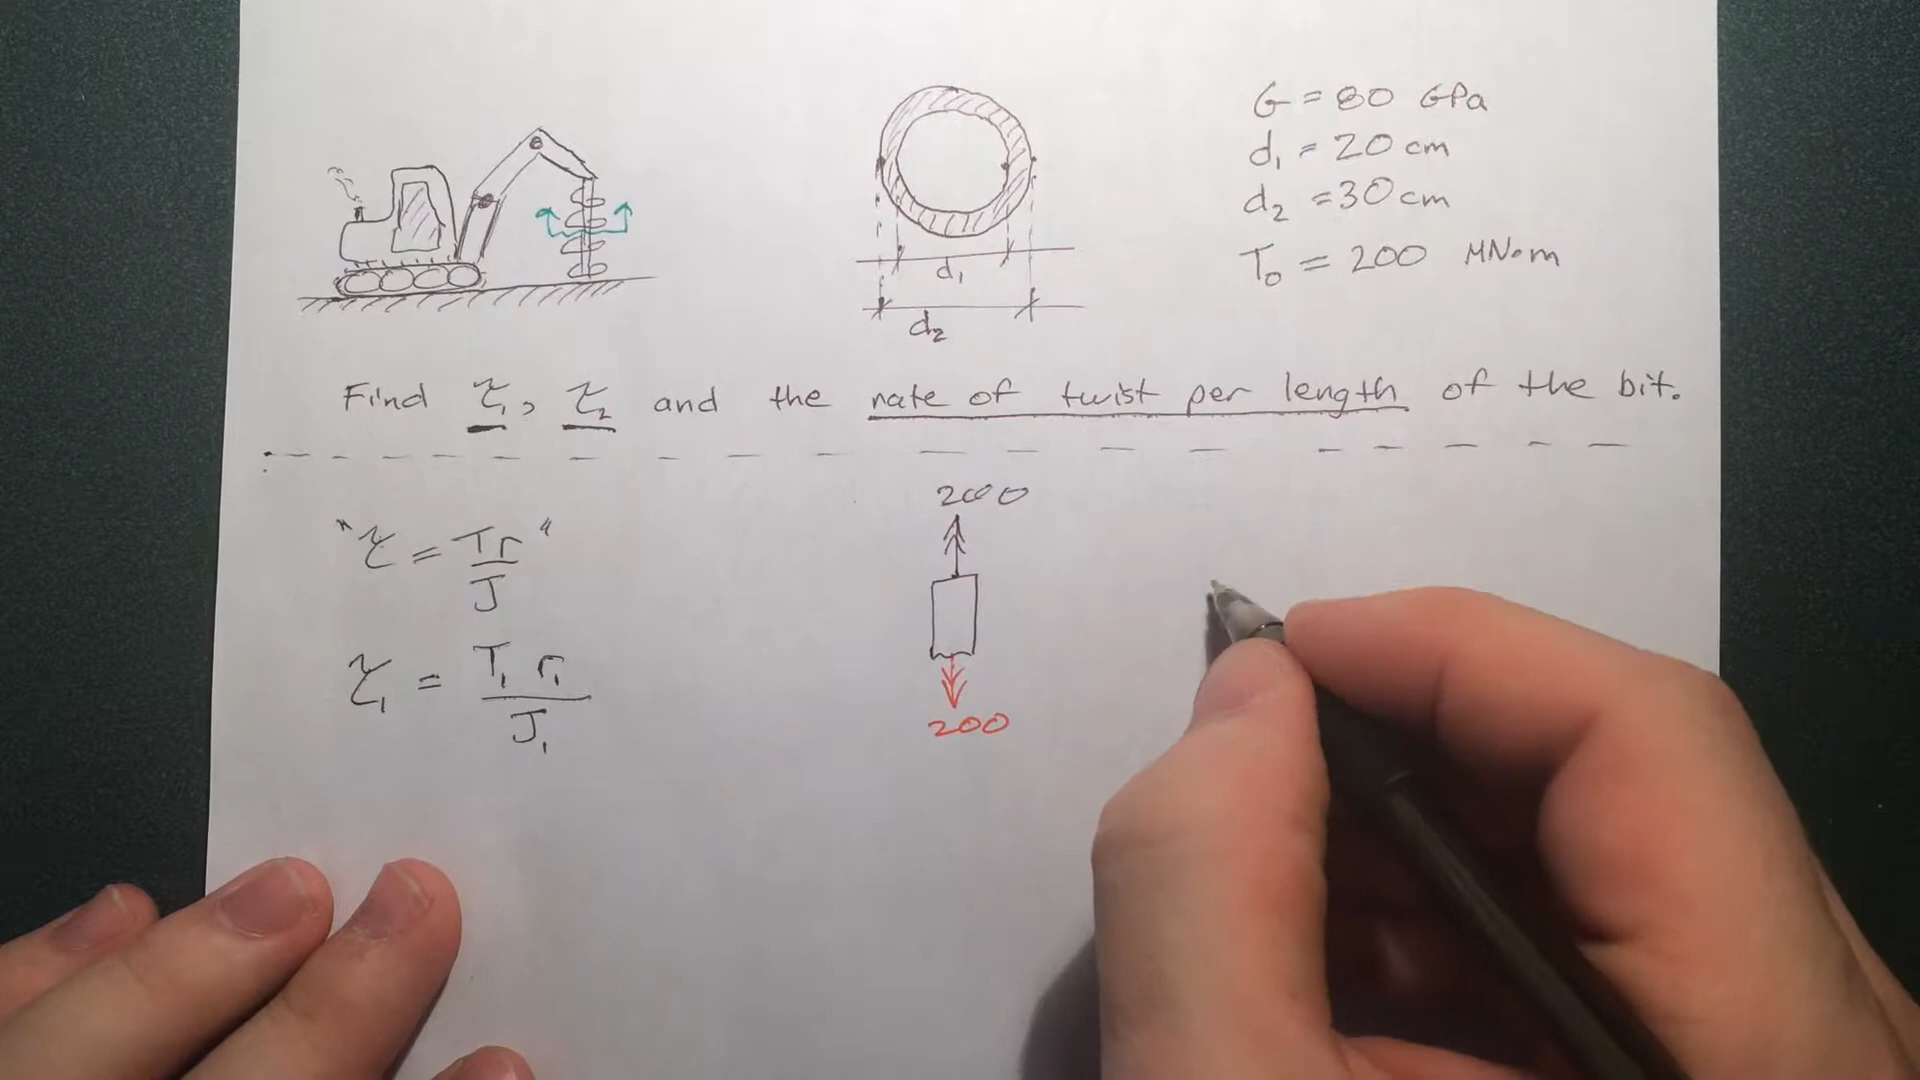 G = 80 GPa
d₁ = 20 cm
d₂ = 30 cm
T₀ = 200 MN·m
d₁
d₂
Find τ₁, τ₂ and the rate of twist per length of the bit.
200
"τ = Tr/J"
τ₁ = T₁ r₁/J₁
200